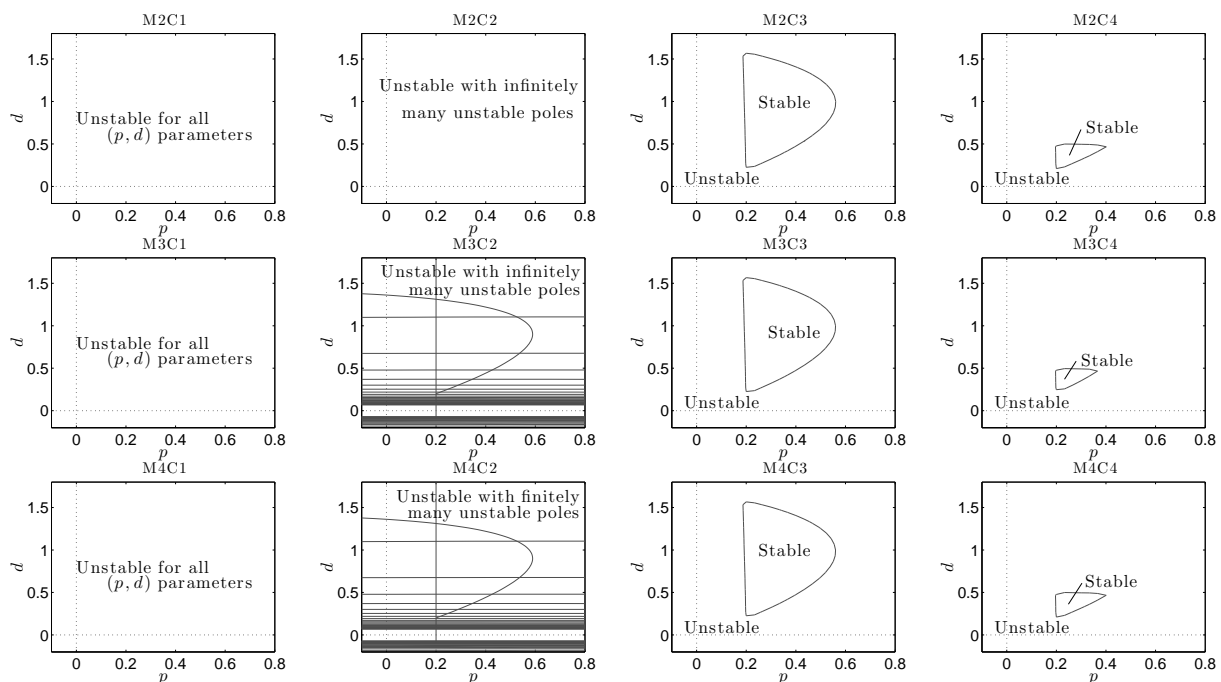 M2C1
M2C2
M2C3
M2C4
1.5
1
0.5
0
d
Unstable for all
(p, d) parameters
0 0.2 0.4 0.6 0.8
p
1.5
1
0.5
0
d
Unstable with infinitely
many unstable poles
0 0.2 0.4 0.6 0.8
p
1.5
1
0.5
0
d
Stable
Unstable
0 0.2 0.4 0.6 0.8
p
1.5
1
0.5
0
d
Stable
Unstable
0 0.2 0.4 0.6 0.8
p
M3C1
M3C2
M3C3
M3C4
1.5
1
0.5
0
d
Unstable for all
(p, d) parameters
0 0.2 0.4 0.6 0.8
p
1.5
1
0.5
0
d
Unstable with infinitely
many unstable poles
0 0.2 0.4 0.6 0.8
p
1.5
1
0.5
0
d
Stable
Unstable
0 0.2 0.4 0.6 0.8
p
1.5
1
0.5
0
d
Stable
Unstable
0 0.2 0.4 0.6 0.8
p
M4C1
M4C2
M4C3
M4C4
1.5
1
0.5
0
d
Unstable for all
(p, d) parameters
0 0.2 0.4 0.6 0.8
p
1.5
1
0.5
0
d
Unstable with finitely
many unstable poles
0 0.2 0.4 0.6 0.8
p
1.5
1
0.5
0
d
Stable
Unstable
0 0.2 0.4 0.6 0.8
p
1.5
1
0.5
0
d
Stable
Unstable
0 0.2 0.4 0.6 0.8
p